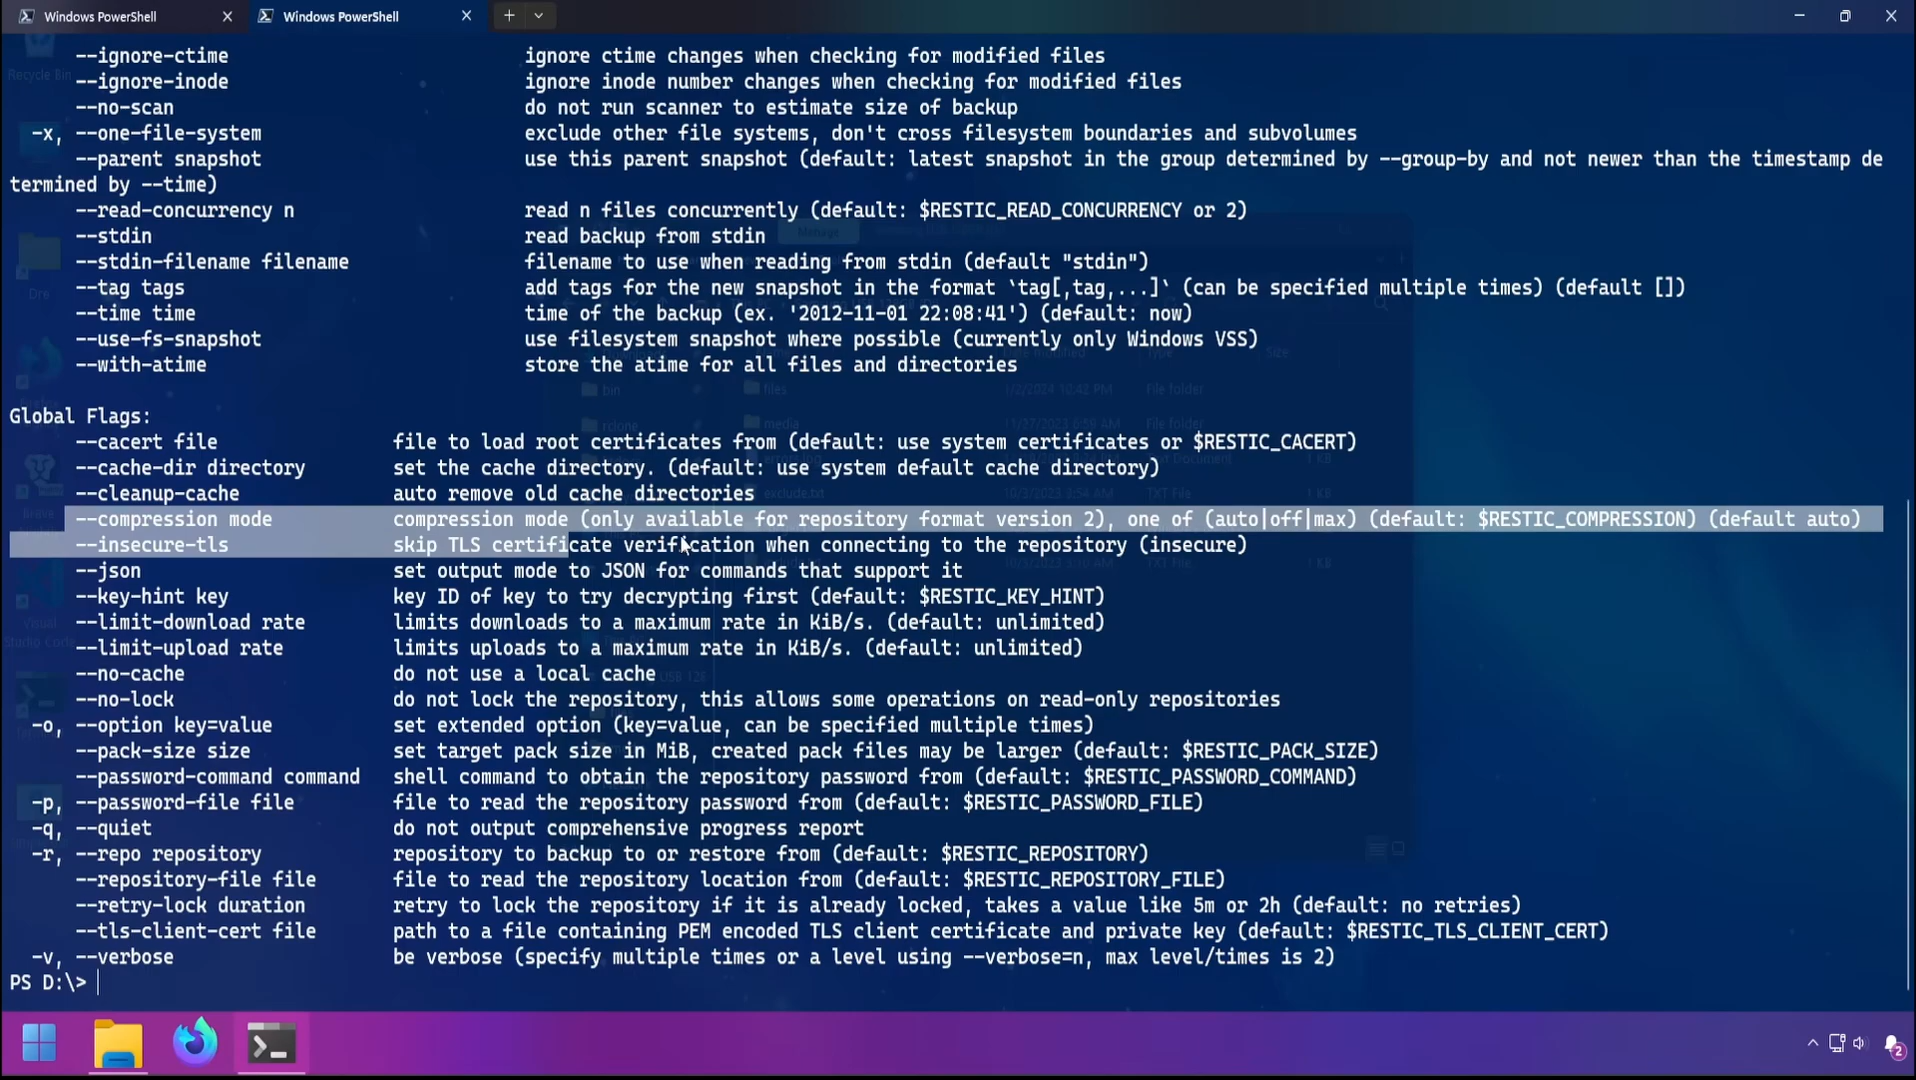 Windows PowerShell
Windows PowerShell
--ignore-ctime ignore ctime changes when checking for modified files
--ignore-inode ignore inode number changes when checking for modified files
--no-scan do not run scanner to estimate size of backup
-x, --one-file-system exclude other file systems, don't cross filesystem boundaries and subvolumes
--parent snapshot use this parent snapshot (default: latest snapshot in the group determined by --group-by and not newer than the timestamp de
termined by --time)
--read-concurrency n read n files concurrently (default: $RESTIC_READ_CONCURRENCY or 2)
--stdin read backup from stdin
--stdin-filename filename filename to use when reading from stdin (default "stdin")
--tag tags add tags for the new snapshot in the format `tag[,tag,...]` (can be specified multiple times) (default [])
--time time time of the backup (ex. '2012-11-01 22:08:41') (default: now)
--use-fs-snapshot use filesystem snapshot where possible (currently only Windows VSS)
--with-atime store the atime for all files and directories
Global Flags:
--cacert file file to load root certificates from (default: use system certificates or $RESTIC_CACERT)
--cache-dir directory set the cache directory. (default: use system default cache directory)
--cleanup-cache auto remove old cache directories
--compression mode compression mode (only available for repository format version 2), one of (auto|off|max) (default: $RESTIC_COMPRESSION) (default auto)
--insecure-tls skip TLS certificate verification when connecting to the repository (insecure)
--json set output mode to JSON for commands that support it
--key-hint key key ID of key to try decrypting first (default: $RESTIC_KEY_HINT)
--limit-download rate limits downloads to a maximum rate in KiB/s. (default: unlimited)
--limit-upload rate limits uploads to a maximum rate in KiB/s. (default: unlimited)
--no-cache do not use a local cache
--no-lock do not lock the repository, this allows some operations on read-only repositories
-o, --option key=value set extended option (key=value, can be specified multiple times)
--pack-size size set target pack size in MiB, created pack files may be larger (default: $RESTIC_PACK_SIZE)
--password-command command shell command to obtain the repository password from (default: $RESTIC_PASSWORD_COMMAND)
-p, --password-file file file to read the repository password from (default: $RESTIC_PASSWORD_FILE)
-q, --quiet do not output comprehensive progress report
-r, --repo repository repository to backup to or restore from (default: $RESTIC_REPOSITORY)
--repository-file file file to read the repository location from (default: $RESTIC_REPOSITORY_FILE)
--retry-lock duration retry to lock the repository if it is already locked, takes a value like 5m or 2h (default: no retries)
--tls-client-cert file path to a file containing PEM encoded TLS client certificate and private key (default: $RESTIC_TLS_CLIENT_CERT)
-v, --verbose be verbose (specify multiple times or a level using --verbose=n, max level/times is 2)
PS D:\>
2